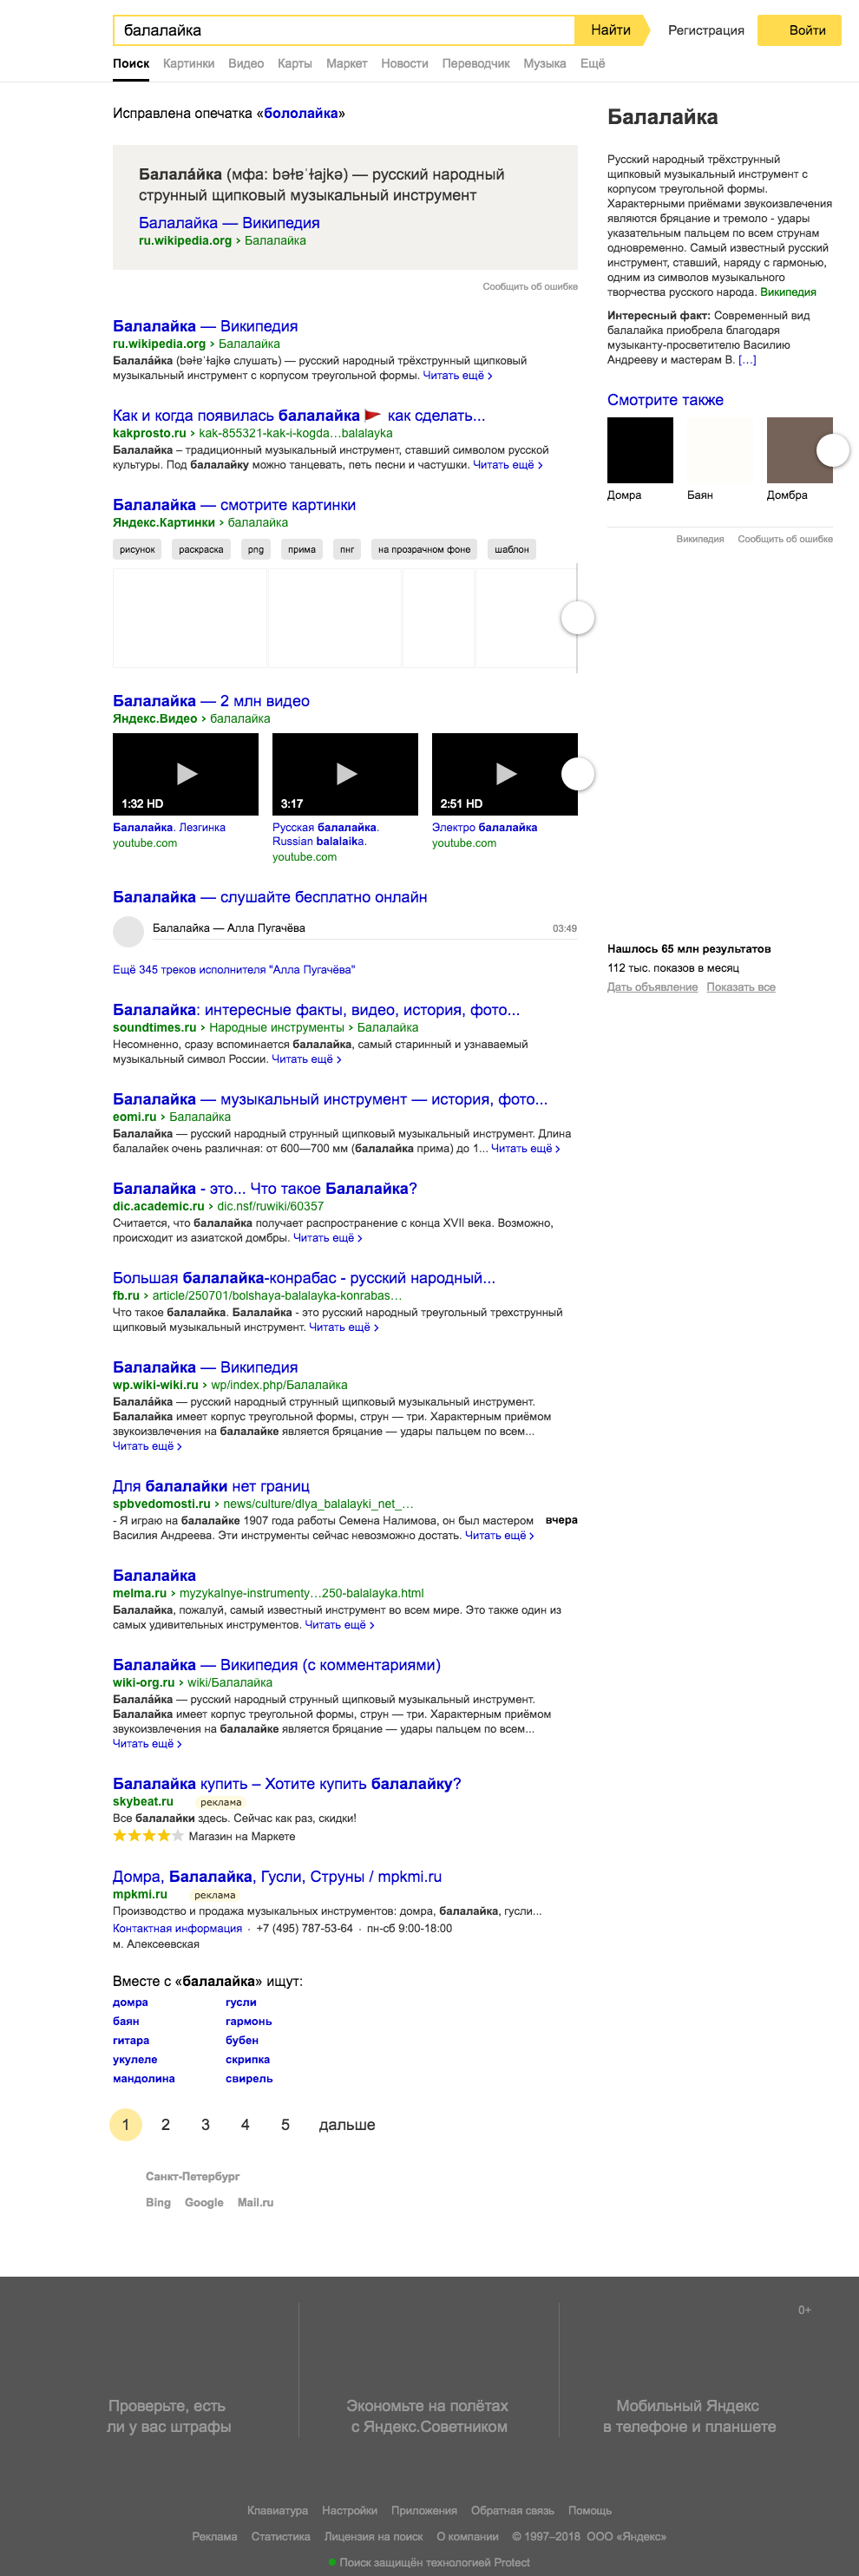 балалайка
Найти
Регистрация
Войти
Поиск Картинки Видео Карты Маркет Новости Переводчик Музыка Ещё
Исправлена опечатка «бололайка»
Балала́йка (мфа: bəɫɐˈɫajkə) — русский народный
струнный щипковый музыкальный инструмент
Балалайка — Википедия
ru.wikipedia.org › Балалайка
Сообщить об ошибке
Балалайка — Википедия
ru.wikipedia.org › Балалайка
Балала́йка (bəɫɐˈɫajkə слушать) — русский народный трёхструнный щипковый
музыкальный инструмент с корпусом треугольной формы. Читать ещё ›
Как и когда появилась балалайка как сделать...
kakprosto.ru › kak-855321-kak-i-kogda…balalayka
Балалайка – традиционный музыкальный инструмент, ставший символом русской
культуры. Под балалайку можно танцевать, петь песни и частушки. Читать ещё ›
Балалайка — смотрите картинки
Яндекс.Картинки › балалайка
рисунок раскраска png прима пнг на прозрачном фоне шаблон
Балалайка — 2 млн видео
Яндекс.Видео › балалайка
1:32 HD
3:17
2:51 HD
Балалайка. Лезгинка
youtube.com
Русская балалайка.
Russian balalaika.
youtube.com
Электро балалайка
youtube.com
Балалайка — слушайте бесплатно онлайн
Балалайка — Алла Пугачёва 03:49
Ещё 345 треков исполнителя "Алла Пугачёва"
Балалайка: интересные факты, видео, история, фото...
soundtimes.ru › Народные инструменты › Балалайка
Несомненно, сразу вспоминается балалайка, самый старинный и узнаваемый
музыкальный символ России. Читать ещё ›
Балалайка — музыкальный инструмент — история, фото...
eomi.ru › Балалайка
Балалайка — русский народный струнный щипковый музыкальный инструмент. Длина
балалаек очень различная: от 600—700 мм (балалайка прима) до 1... Читать ещё ›
Балалайка - это... Что такое Балалайка?
dic.academic.ru › dic.nsf/ruwiki/60357
Считается, что балалайка получает распространение с конца XVII века. Возможно,
происходит из азиатской домбры. Читать ещё ›
Большая балалайка-конрабас - русский народный...
fb.ru › article/250701/bolshaya-balalayka-konrabas…
Что такое балалайка. Балалайка - это русский народный треугольный трехструнный
щипковый музыкальный инструмент. Читать ещё ›
Балалайка — Википедия
wp.wiki-wiki.ru › wp/index.php/Балалайка
Балала́йка — русский народный струнный щипковый музыкальный инструмент.
Балалайка имеет корпус треугольной формы, струн — три. Характерным приёмом
звукоизвлечения на балалайке является бряцание — удары пальцем по всем...
Читать ещё ›
Для балалайки нет границ
spbvedomosti.ru › news/culture/dlya_balalayki_net_…
- Я играю на балалайке 1907 года работы Семена Налимова, он был мастером вчера
Василия Андреева. Эти инструменты сейчас невозможно достать. Читать ещё ›
Балалайка
melma.ru › myzykalnye-instrumenty…250-balalayka.html
Балалайка, пожалуй, самый известный инструмент во всем мире. Это также один из
самых удивительных инструментов. Читать ещё ›
Балалайка — Википедия (с комментариями)
wiki-org.ru › wiki/Балалайка
Балала́йка — русский народный струнный щипковый музыкальный инструмент.
Балалайка имеет корпус треугольной формы, струн — три. Характерным приёмом
звукоизвлечения на балалайке является бряцание — удары пальцем по всем...
Читать ещё ›
Балалайка купить – Хотите купить балалайку?
skybeat.ru реклама
Все балалайки здесь. Сейчас как раз, скидки!
Магазин на Маркете
Домра, Балалайка, Гусли, Струны / mpkmi.ru
mpkmi.ru реклама
Производство и продажа музыкальных инструментов: домра, балалайка, гусли...
Контактная информация · +7 (495) 787-53-64 · пн-сб 9:00-18:00
м. Алексеевская
Вместе с «балалайка» ищут:
домра гусли
баян гармонь
гитара бубен
укулеле скрипка
мандолина свирель
1 2 3 4 5 дальше
Санкт-Петербург
Bing Google Mail.ru
Балалайка
Русский народный трёхструнный
щипковый музыкальный инструмент с
корпусом треугольной формы.
Характерными приёмами звукоизвлечения
являются бряцание и тремоло - удары
указательным пальцем по всем струнам
одновременно. Самый известный русский
инструмент, ставший, наряду с гармонью,
одним из символов музыкального
творчества русского народа. Википедия
Интересный факт: Современный вид
балалайка приобрела благодаря
музыканту-просветителю Василию
Андрееву и мастерам В. [...]
Смотрите также
Домра Баян Домбра
Википедия Сообщить об ошибке
Нашлось 65 млн результатов
112 тыс. показов в месяц
Дать объявление Показать все
0+
Проверьте, есть
ли у вас штрафы
Экономьте на полётах
с Яндекс.Советником
Мобильный Яндекс
в телефоне и планшете
Клавиатура Настройки Приложения Обратная связь Помощь
Реклама Статистика Лицензия на поиск О компании © 1997–2018 ООО «Яндекс»
Поиск защищён технологией Protect